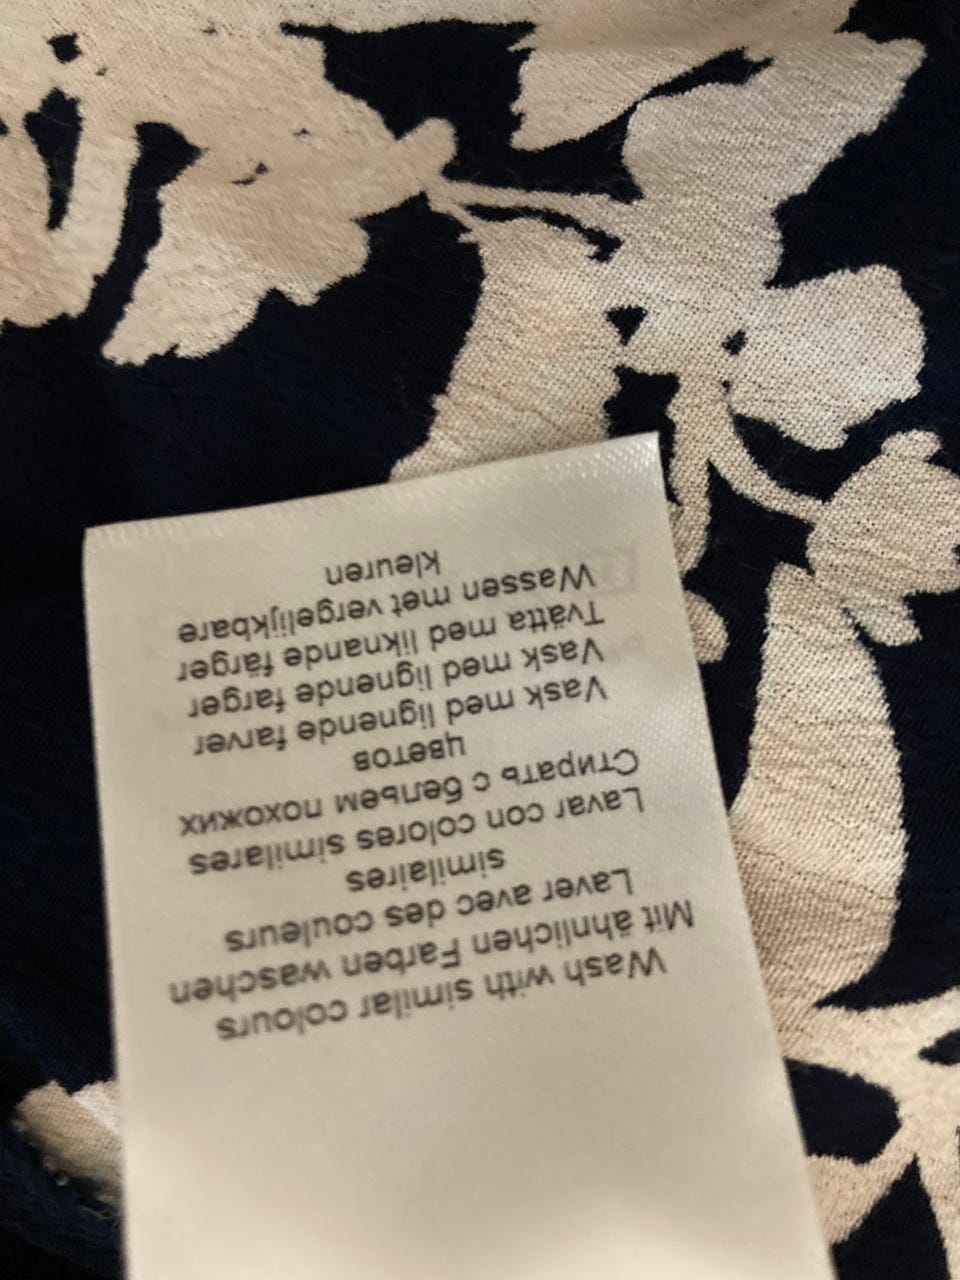 Wash with similar colours
Mit ähnlichen Farben waschen
Laver avec des couleurs
similaires
Lavar con colores similares
Стирать с бельем похожих
цветов
Vask med lignende farver
Vask med lignende farger
Tvätta med liknande färger
Wassen met vergelijkbare
kleuren